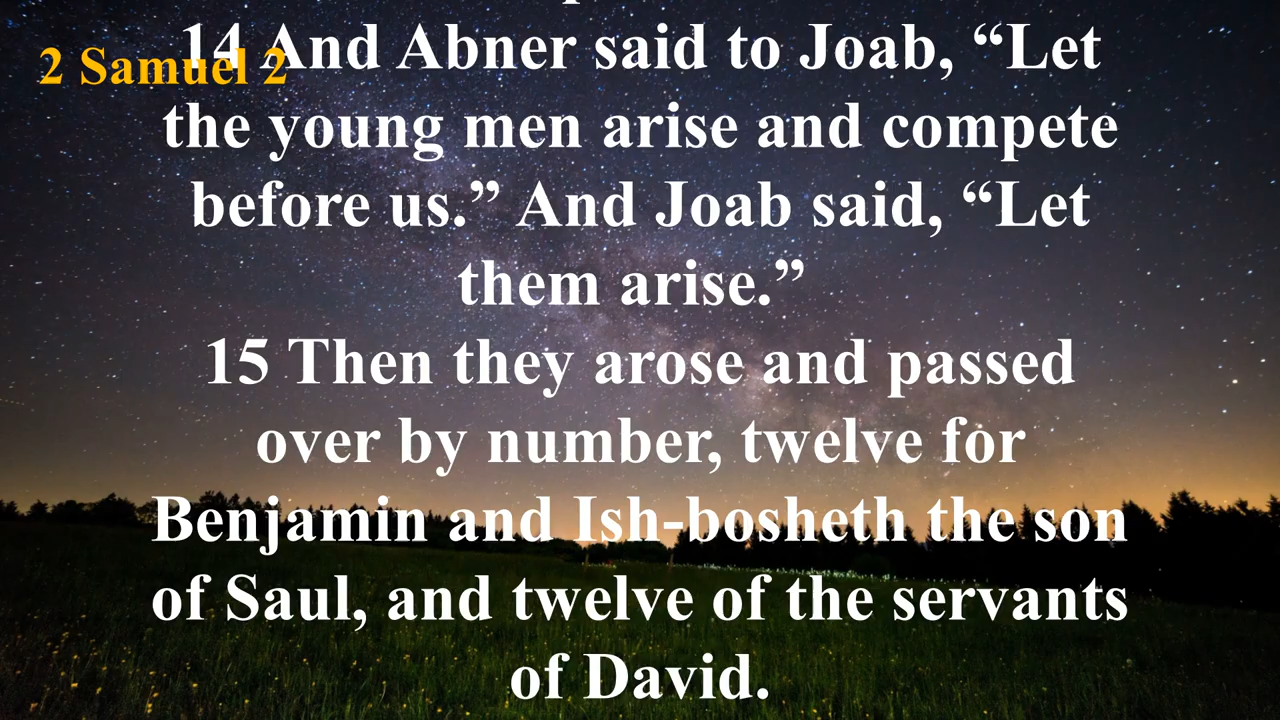 2 Samuel 2
14 And Abner said to Joab, “Let
the young men arise and compete
before us.” And Joab said, “Let
them arise.”
15 Then they arose and passed
over by number, twelve for
Benjamin and Ish-bosheth the son
of Saul, and twelve of the servants
of David.